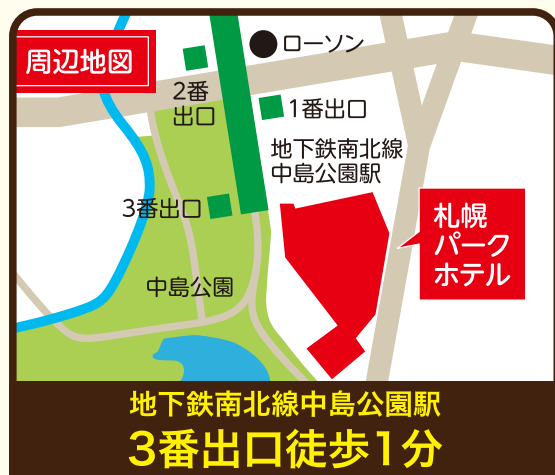 周辺地図
ローソン
2番
出口
1番出口
地下鉄南北線
中島公園駅
3番出口
札幌
パーク
ホテル
中島公園
地下鉄南北線中島公園駅
3番出口徒歩1分